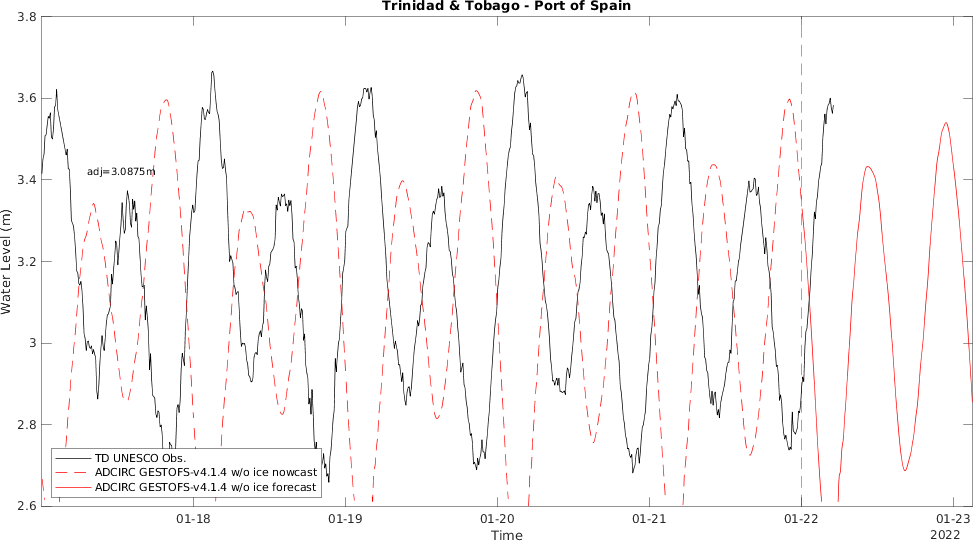 Trinidad & Tobago - Port of Spain
3.8
3.6
3.4
3.2
3
2.8
2.6
Water Level (m)
adj=3.0875m
TD UNESCO Obs.
ADCIRC GESTOFS-v4.1.4 w/o ice nowcast
ADCIRC GESTOFS-v4.1.4 w/o ice forecast
01-18 01-19 01-20 01-21 01-22 01-23
Time 2022